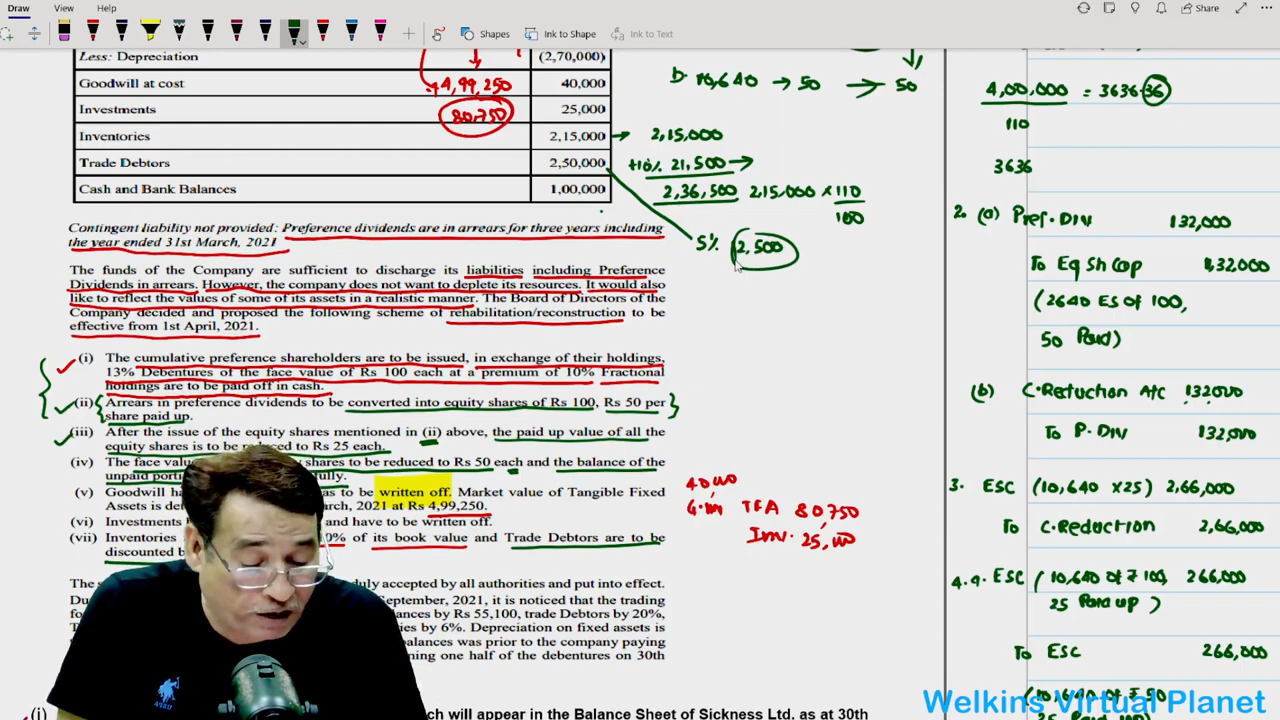 Draw View Help
Shapes Ink to Shape Ink to Text Share
Less: Depreciation (2,70,000)
Goodwill at cost 40,000
Investments 25,000
Inventories 2,15,000
Trade Debtors 2,50,000
Cash and Bank Balances 1,00,000
4,99,250
80,750
D. 10,640 → 50 → 50
2,15,000
+10% 21,500
2,36,500 215,000 × 110
100
5% 12,500
Contingent liability not provided: Preference dividends are in arrears for three years including
the year ended 31st March, 2021
The funds of the Company are sufficient to discharge its liabilities including Preference
Dividends in arrears. However, the company does not want to deplete its resources. It would also
like to reflect the values of some of its assets in a realistic manner. The Board of Directors of the
Company decided and proposed the following scheme of rehabilitation/reconstruction to be
effective from 1st April, 2021.
(i) The cumulative preference shareholders are to be issued, in exchange of their holdings,
13% Debentures of the face value of Rs 100 each at a premium of 10% Fractional
holdings are to be paid off in cash.
(ii) Arrears in preference dividends to be converted into equity shares of Rs 100, Rs 50 per
share paid up.
(iii) After the issue of the equity shares mentioned in (ii) above, the paid up value of all the
equity shares is to be reduced to Rs 25 each.
(iv) The face shares to be reduced to Rs 50 each and the balance of the
unpaid fully.
(v) Goodwill as to be written off. Market value of Tangible Fixed
Assets is 2021 at Rs 4,99,250.
(vi) Investments and have to be written off.
(vii) Inventories 0% of its book value and Trade Debtors are to be
discounted
duly accepted by all authorities and put into effect.
September, 2021, it is noticed that the trading
ances by Rs 55,100, trade Debtors by 20%,
by 6%. Depreciation on fixed assets is
balances was prior to the company paying
one half of the debentures on 30th
(i) ch will appear in the Balance Sheet of Sickness Ltd. as at 30th
40,000
G.W TFA 80,750
Inv. 25,000
4,00,000 = 3636.36
110
3636
2. (a) Pref. DIV 132,000
To Eq Sh Cap 1,32,000
(2640 ES of 100,
50 Paid)
(b) C. Reduction A/c 132,000
To P. DIV 132,000
3. ESC (10,640 × 25) 2,66,000
To C. Reduction 2,66,000
4. a. ESC (10,640 of ₹ 100, 266,000
25 Paid up)
To ESC 266,000
(10,640 of ₹ 50
Welkins Virtual Planet